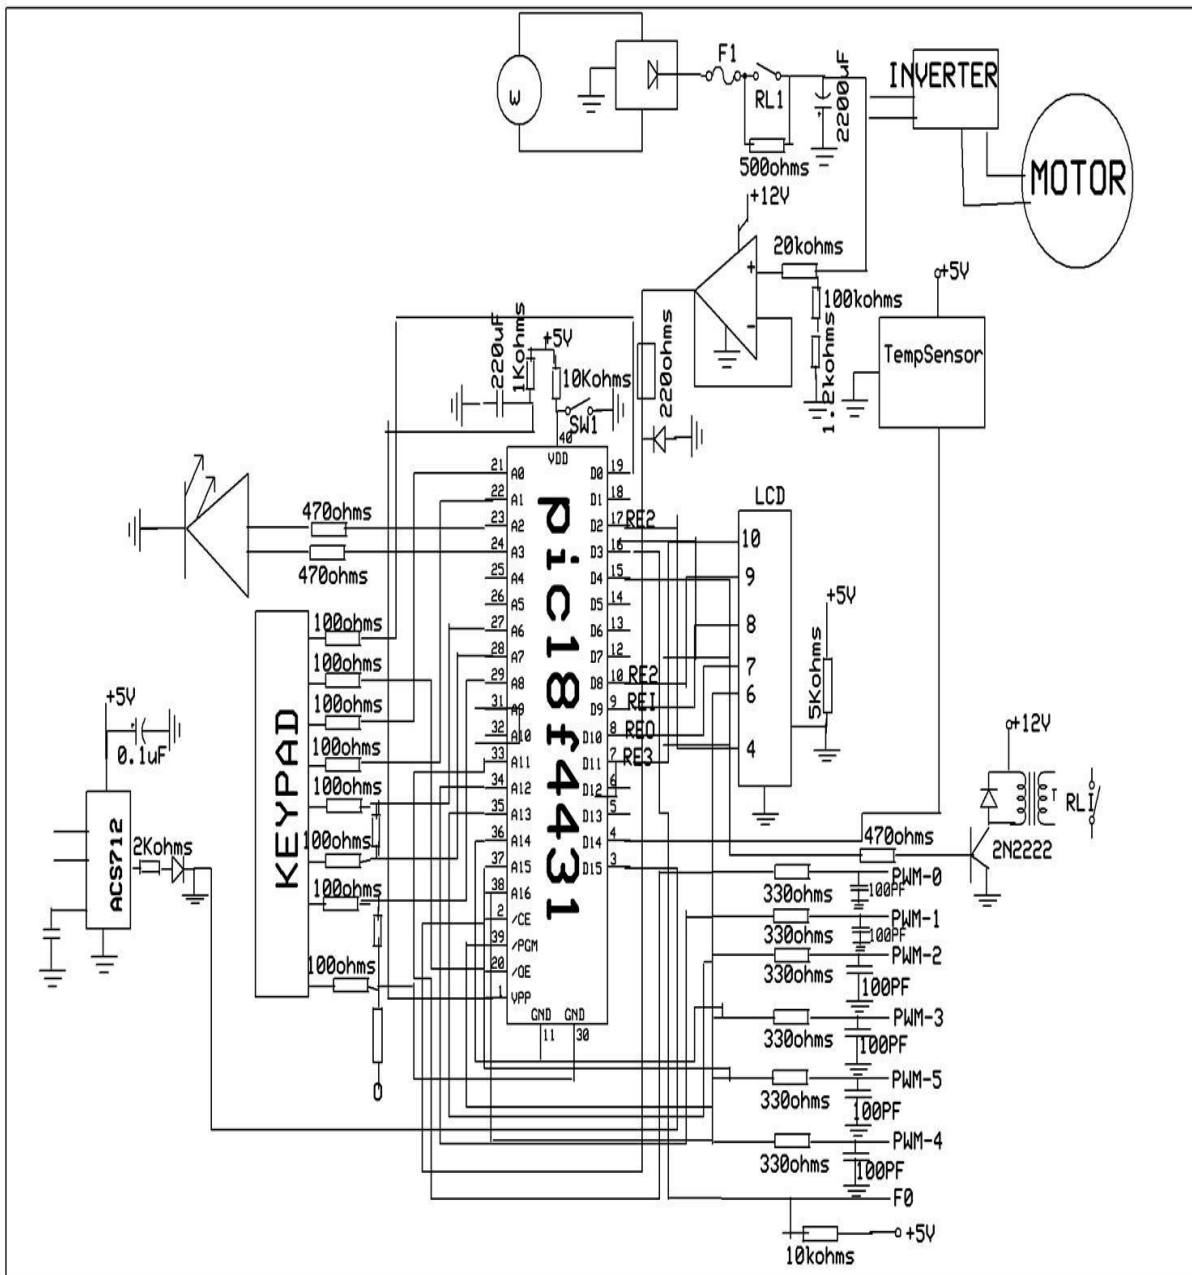 W
F1
RL1
2200uF
500ohms
INVERTER
MOTOR
+12V
20kohms
+
-
100kohms
1.2kohms
+5V
TempSensor
220uF
1Kohms
+5V
10Kohms
SW1
220ohms
40
VDD
pic18f4431
21 A0 D0 19
22 A1 D1 18
23 A2 D2 17 RE2
24 A3 D3 16
25 A4 D4 15
26 A5 D5 14
27 A6 D6 13
28 A7 D7 12
29 A8 D8 10 RE2
31 A9 D9 9 REI
32 A10 D10 8 RE0
33 A11 D11 7 RE3
34 A12 D12 6
35 A13 D13 5
36 A14 D14 4
37 A15 D15 3
38 A16
2 /CE
39 /PGM
20 /OE
1 VPP
GND GND
11 30
470ohms
470ohms
KEYPAD
100ohms
100ohms
100ohms
100ohms
100ohms
100ohms
100ohms
100ohms
+5V
0.1uF
ACS712
2Kohms
LCD
10
9
8
7
6
4
+5V
5Kohms
+12V
T
RLI
470ohms
2N2222
330ohms
100PF
PWM-0
330ohms
100PF
PWM-1
330ohms
100PF
PWM-2
330ohms
100PF
PWM-3
330ohms
100PF
PWM-5
330ohms
100PF
PWM-4
F0
10kohms
+5V